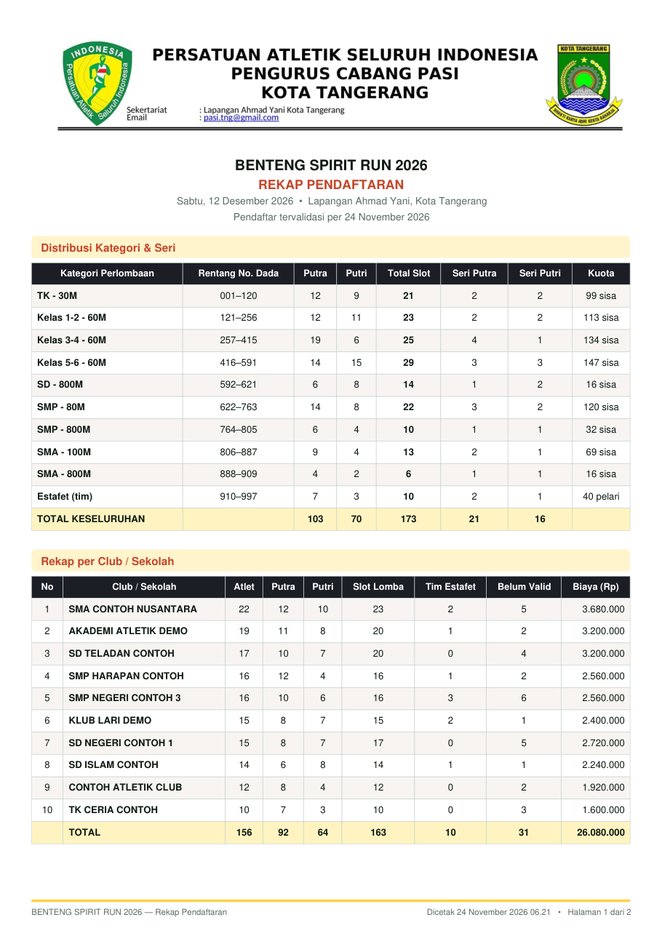 INDONESIA
Persatuan Atletik Seluruh Indonesia
PERSATUAN ATLETIK SELURUH INDONESIA
PENGURUS CABANG PASI
KOTA TANGERANG
Sekertariat : Lapangan Ahmad Yani Kota Tangerang
Email : pasi.tng@gmail.com
KOTA TANGERANG
BENTENG SPIRIT RUN 2026
REKAP PENDAFTARAN
Sabtu, 12 Desember 2026 • Lapangan Ahmad Yani, Kota Tangerang
Pendaftar tervalidasi per 24 November 2026
Distribusi Kategori & Seri
Kategori Perlombaan Rentang No. Dada Putra Putri Total Slot Seri Putra Seri Putri Kuota
TK - 30M 001–120 12 9 21 2 2 99 sisa
Kelas 1-2 - 60M 121–256 12 11 23 2 2 113 sisa
Kelas 3-4 - 60M 257–415 19 6 25 4 1 134 sisa
Kelas 5-6 - 60M 416–591 14 15 29 3 3 147 sisa
SD - 800M 592–621 6 8 14 1 2 16 sisa
SMP - 80M 622–763 14 8 22 3 2 120 sisa
SMP - 800M 764–805 6 4 10 1 1 32 sisa
SMA - 100M 806–887 9 4 13 2 1 69 sisa
SMA - 800M 888–909 4 2 6 1 1 16 sisa
Estafet (tim) 910–997 7 3 10 2 1 40 pelari
TOTAL KESELURUHAN 103 70 173 21 16
Rekap per Club / Sekolah
No Club / Sekolah Atlet Putra Putri Slot Lomba Tim Estafet Belum Valid Biaya (Rp)
1 SMA CONTOH NUSANTARA 22 12 10 23 2 5 3.680.000
2 AKADEMI ATLETIK DEMO 19 11 8 20 1 2 3.200.000
3 SD TELADAN CONTOH 17 10 7 20 0 4 3.200.000
4 SMP HARAPAN CONTOH 16 12 4 16 1 2 2.560.000
5 SMP NEGERI CONTOH 3 16 10 6 16 3 6 2.560.000
6 KLUB LARI DEMO 15 8 7 15 2 1 2.400.000
7 SD NEGERI CONTOH 1 15 8 7 17 0 5 2.720.000
8 SD ISLAM CONTOH 14 6 8 14 1 1 2.240.000
9 CONTOH ATLETIK CLUB 12 8 4 12 0 2 1.920.000
10 TK CERIA CONTOH 10 7 3 10 0 3 1.600.000
TOTAL 156 92 64 163 10 31 26.080.000
BENTENG SPIRIT RUN 2026 — Rekap Pendaftaran
Dicetak 24 November 2026 06.21 • Halaman 1 dari 2